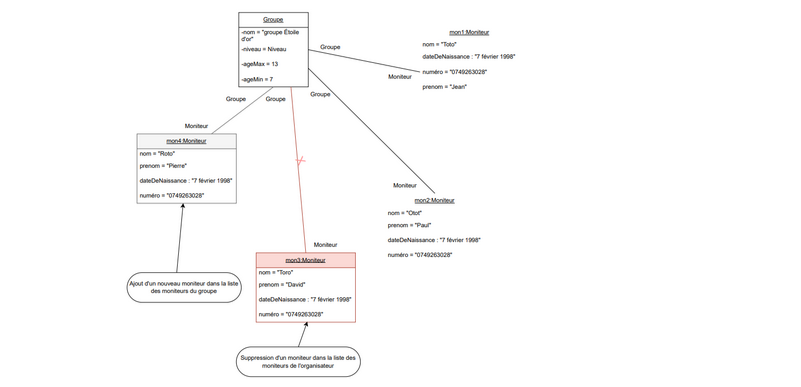 Groupe
-nom = "groupe Étoile
d'or"
-niveau = Niveau
-ageMax = 13
-ageMin = 7
mon1:Moniteur
nom = "Toto"
dateDeNaissance : "7 février 1998"
numéro = "0749263028"
prenom = "Jean"
Groupe
Moniteur
Groupe
Groupe
Groupe
Moniteur
mon4:Moniteur
nom = "Roto"
prenom = "Pierre"
dateDeNaissance : "7 février 1998"
numéro = "0749263028"
Moniteur
mon2:Moniteur
nom = "Otot"
prenom = "Paul"
dateDeNaissance : "7 février 1998"
numéro = "0749263028"
Moniteur
mon3:Moniteur
nom = "Toro"
prenom = "David"
dateDeNaissance : "7 février 1998"
numéro = "0749263028"
Ajout d'un nouveau moniteur dans la liste
des moniteurs du groupe
Suppression d'un moniteur dans la liste des
moniteurs de l'organisateur